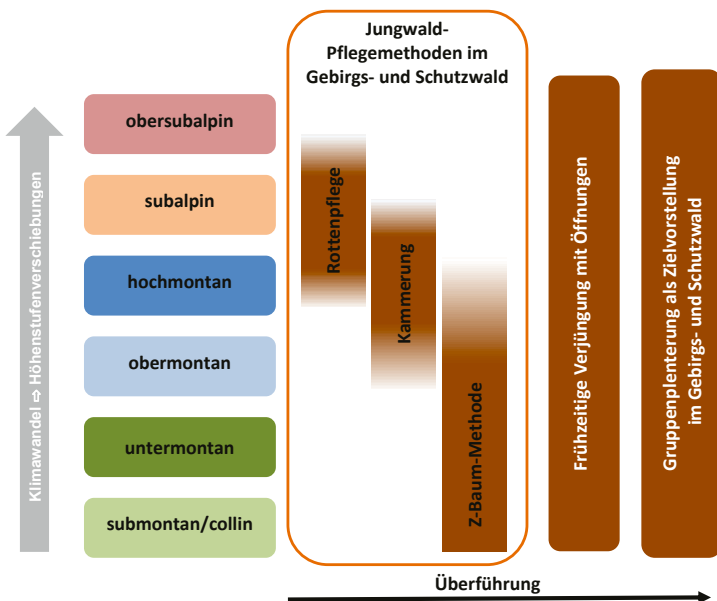 Jungwald-
Pflegemethoden im
Gebirgs- und Schutzwald
Klimawandel ⇨ Höhenstufenverschiebungen
obersubalpin
subalpin
hochmontan
obermontan
untermontan
submontan/collin
Rottenpflege
Kammerung
Z-Baum-Methode
Frühzeitige Verjüngung mit Öffnungen
Gruppenplenterung als Zielvorstellung
im Gebirgs- und Schutzwald
Überführung